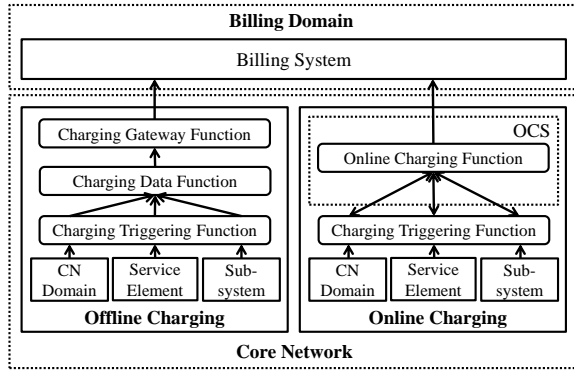 Billing Domain
Billing System
Charging Gateway Function
Charging Data Function
Charging Triggering Function
CN
Domain
Service
Element
Sub-
system
Offline Charging
OCS
Online Charging Function
Charging Triggering Function
CN
Domain
Service
Element
Sub-
system
Online Charging
Core Network